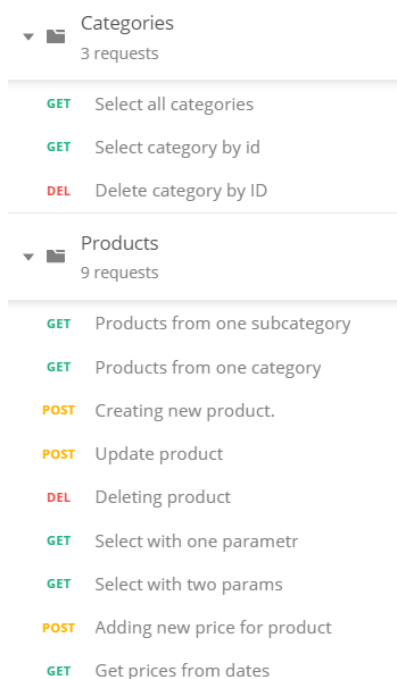 Categories
3 requests
GET Select all categories
GET Select category by id
DEL Delete category by ID
Products
9 requests
GET Products from one subcategory
GET Products from one category
POST Creating new product.
POST Update product
DEL Deleting product
GET Select with one parametr
GET Select with two params
POST Adding new price for product
GET Get prices from dates